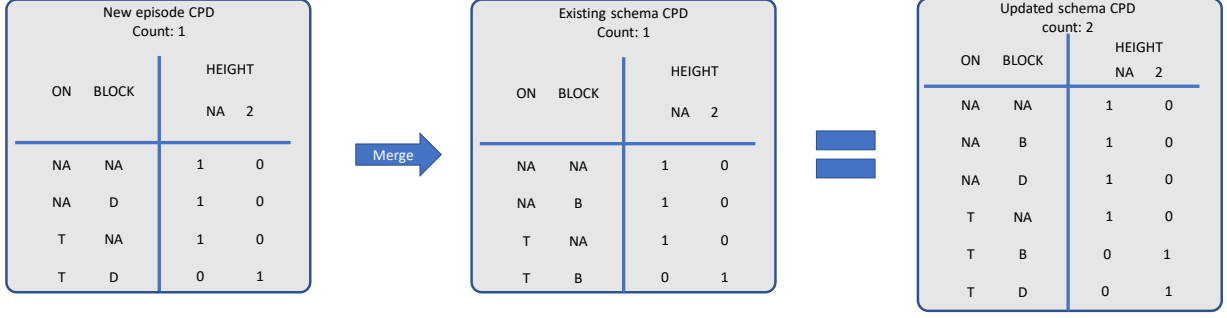 New episode CPD
Count: 1
HEIGHT
ON BLOCK
NA 2
NA NA 1 0
NA D 1 0
T NA 1 0
T D 0 1
Merge
Existing schema CPD
Count: 1
HEIGHT
ON BLOCK
NA 2
NA NA 1 0
NA B 1 0
T NA 1 0
T B 0 1
Updated schema CPD
count: 2
HEIGHT
ON BLOCK
NA 2
NA NA 1 0
NA B 1 0
NA D 1 0
T NA 1 0
T B 0 1
T D 0 1